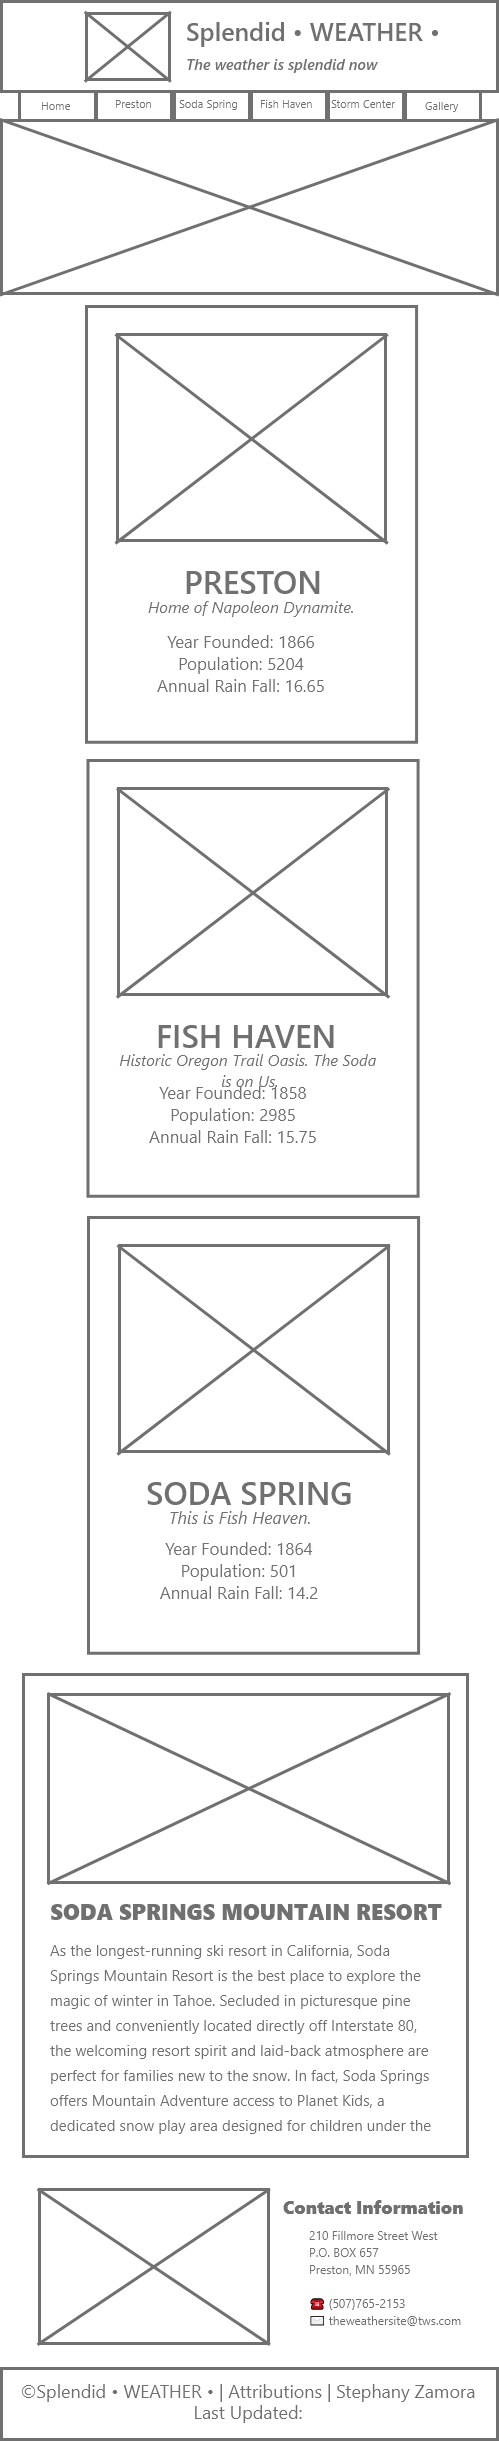 Splendid • WEATHER •
The weather is splendid now
Home
Preston
Soda Spring
Fish Haven
Storm Center
Gallery
PRESTON
Home of Napoleon Dynamite.
Year Founded: 1866
Population: 5204
Annual Rain Fall: 16.65
FISH HAVEN
Historic Oregon Trail Oasis. The Soda
is on Us.
Year Founded: 1858
Population: 2985
Annual Rain Fall: 15.75
SODA SPRING
This is Fish Heaven.
Year Founded: 1864
Population: 501
Annual Rain Fall: 14.2
SODA SPRINGS MOUNTAIN RESORT
As the longest-running ski resort in California, Soda
Springs Mountain Resort is the best place to explore the
magic of winter in Tahoe. Secluded in picturesque pine
trees and conveniently located directly off Interstate 80,
the welcoming resort spirit and laid-back atmosphere are
perfect for families new to the snow. In fact, Soda Springs
offers Mountain Adventure access to Planet Kids, a
dedicated snow play area designed for children under the
Contact Information
210 Fillmore Street West
P.O. BOX 657
Preston, MN 55965
(507)765-2153
theweathersite@tws.com
©Splendid • WEATHER • | Attributions | Stephany Zamora
Last Updated: